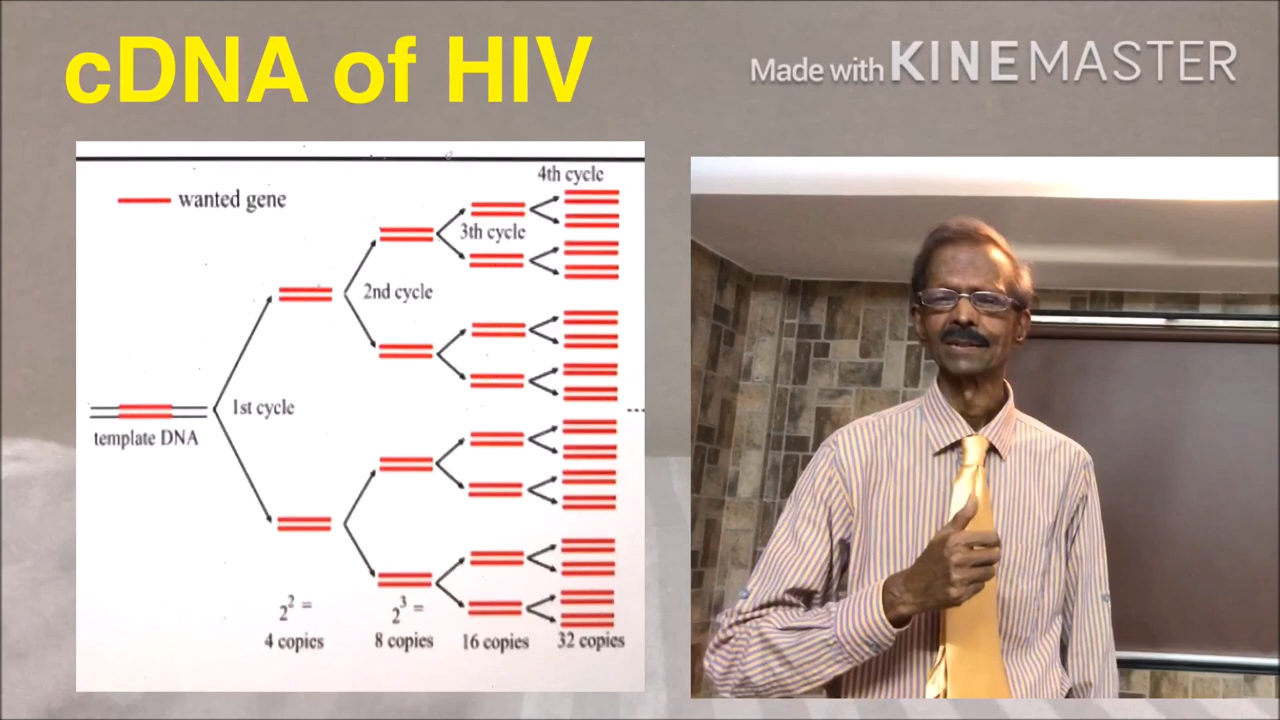 cDNA of HIV
Made with KINEMASTER
wanted gene
4th cycle
3th cycle
2nd cycle
1st cycle
template DNA
2² =
4 copies
2³ =
8 copies
16 copies
32 copies